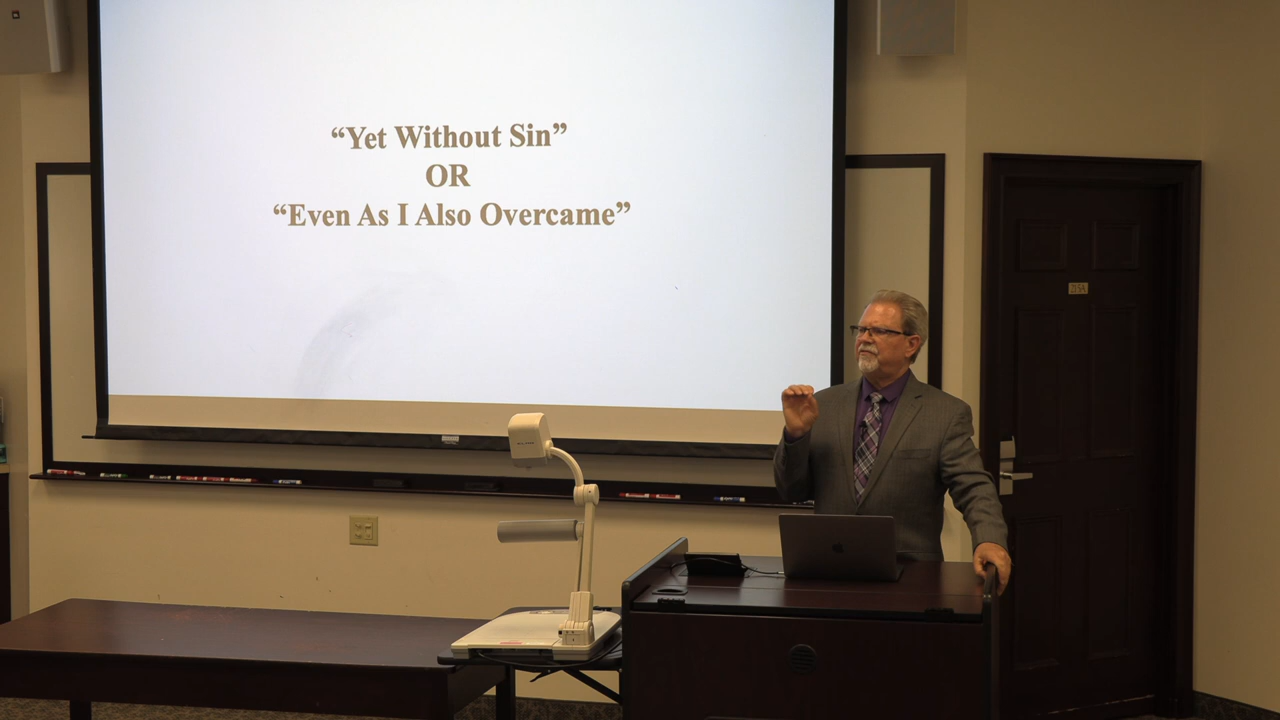 “Yet Without Sin”
OR
“Even As I Also Overcame”